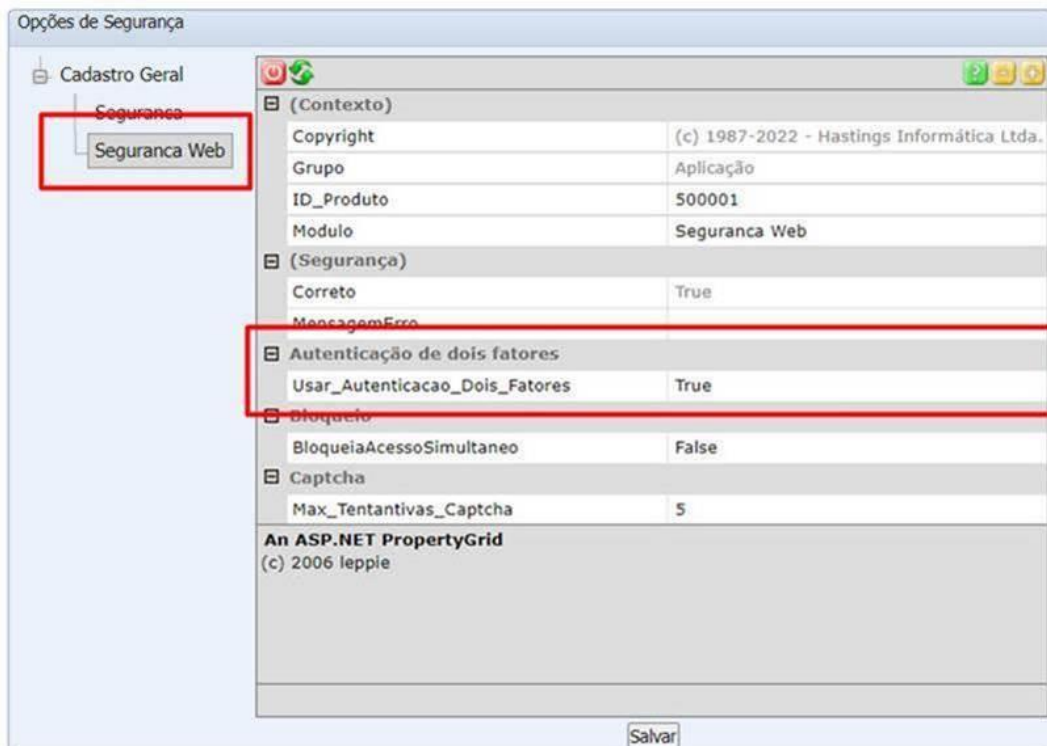 Opções de Segurança
Cadastro Geral
Seguranca
Seguranca Web
(Contexto)
Copyright (c) 1987-2022 - Hastings Informática Ltda.
Grupo Aplicação
ID_Produto 500001
Modulo Seguranca Web
(Segurança)
Correto True
MensagemErro
Autenticação de dois fatores
Usar_Autenticacao_Dois_Fatores True
Bloqueio
BloqueiaAcessoSimultaneo False
Captcha
Max_Tentantivas_Captcha 5
An ASP.NET PropertyGrid
(c) 2006 leppie
Salvar